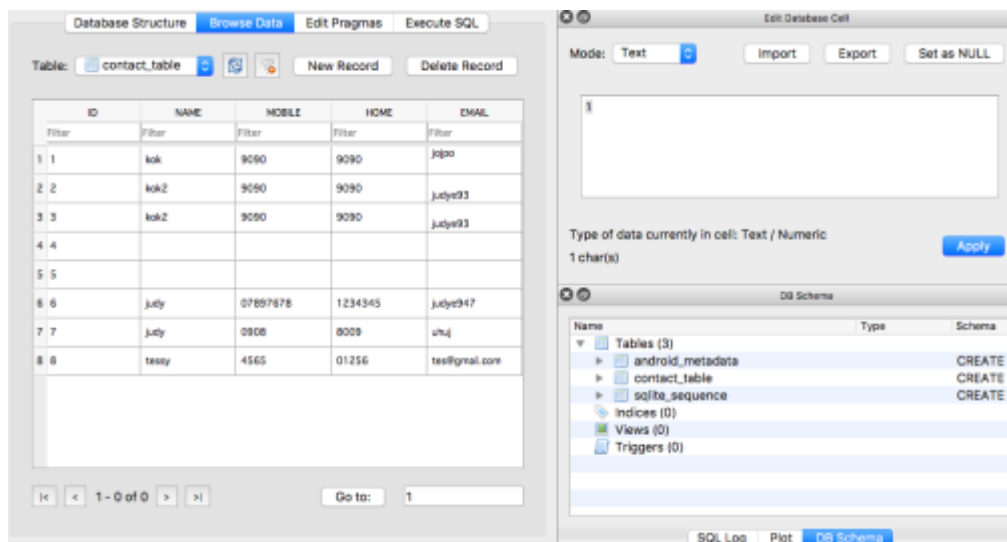 Database Structure Browse Data Edit Pragmas Execute SQL
Table: contact_table New Record Delete Record
ID NAME MOBILE HOME EMAIL
Filter Filter Filter Filter Filter
1 1 kok 9090 9090 jojoo
2 2 kok2 9090 9090 judye93
3 3 kok2 9090 9090 judye93
4 4
5 5
6 6 judy 07897678 1234345 judye947
7 7 judy 0908 8009 uhuj
8 8 tessy 4565 01256 tes@gmail.com
|< < 1 - 0 of 0 > >| Go to: 1
Edit Database Cell
Mode: Text Import Export Set as NULL
1
Type of data currently in cell: Text / Numeric
1 char(s)
Apply
DB Schema
Name Type Schema
Tables (3)
android_metadata CREATE
contact_table CREATE
sqlite_sequence CREATE
Indices (0)
Views (0)
Triggers (0)
SQL Log Plot DB Schema